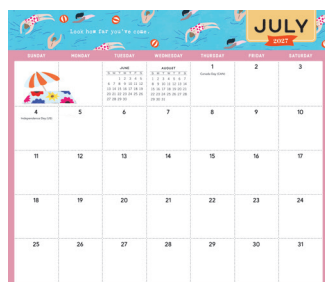 Look how far you've come.
JULY
2027
SUNDAY MONDAY TUESDAY WEDNESDAY THURSDAY FRIDAY SATURDAY
JUNE AUGUST
1 2 3
Canada Day (CAN)
4 5 6 7 8 9 10
Independence Day (US)
11 12 13 14 15 16 17
18 19 20 21 22 23 24
25 26 27 28 29 30 31